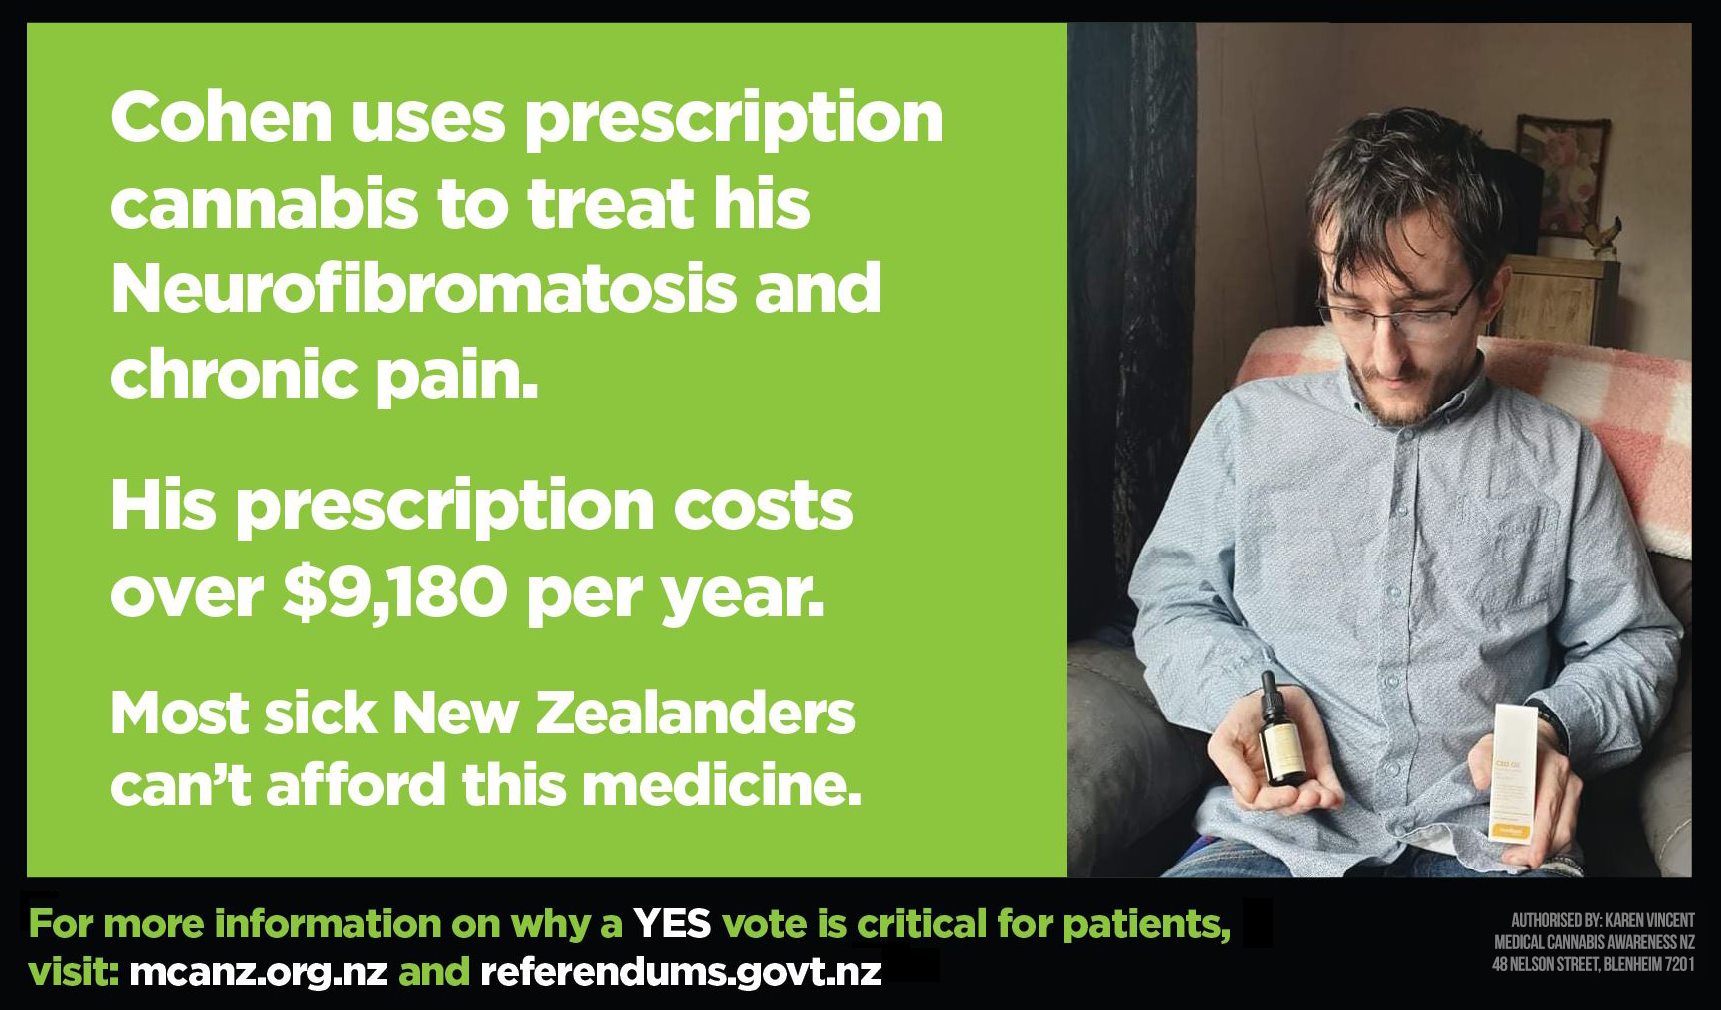 Cohen uses prescription
cannabis to treat his
Neurofibromatosis and
chronic pain.
His prescription costs
over $9,180 per year.
Most sick New Zealanders
can't afford this medicine.
CBD OIL
For more information on why a YES vote is critical for patients,
visit: mcanz.org.nz and referendums.govt.nz
AUTHORISED BY: KAREN VINCENT
MEDICAL CANNABIS AWARENESS NZ
48 NELSON STREET, BLENHEIM 7201